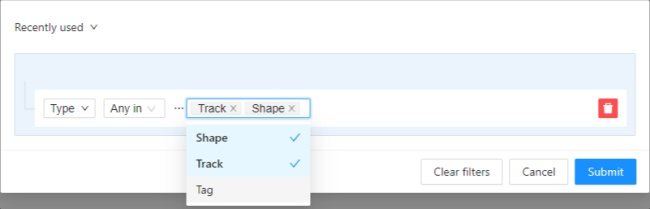 Recently used
Type Any in ... Track × Shape ×
Shape
Track
Tag
Clear filters Cancel Submit